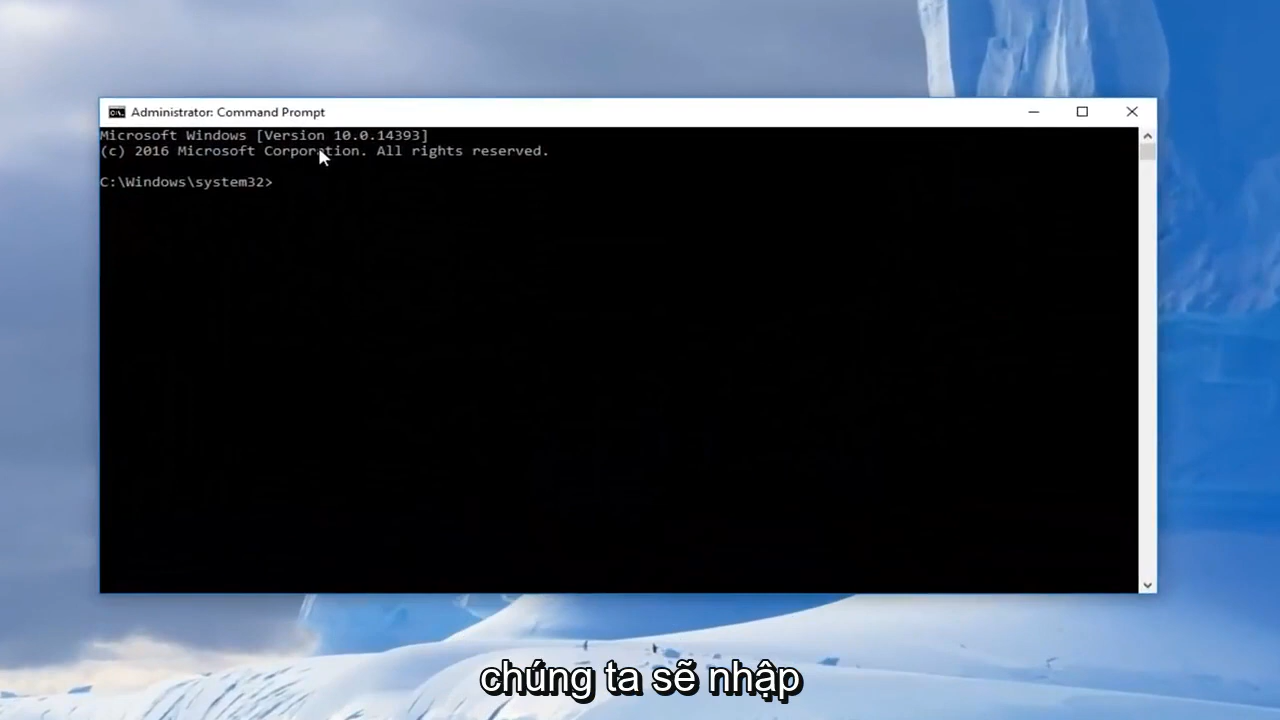 Administrator: Command Prompt
Microsoft Windows [Version 10.0.14393]
(c) 2016 Microsoft Corporation. All rights reserved.
C:\Windows\system32>
chúng ta sẽ nhập